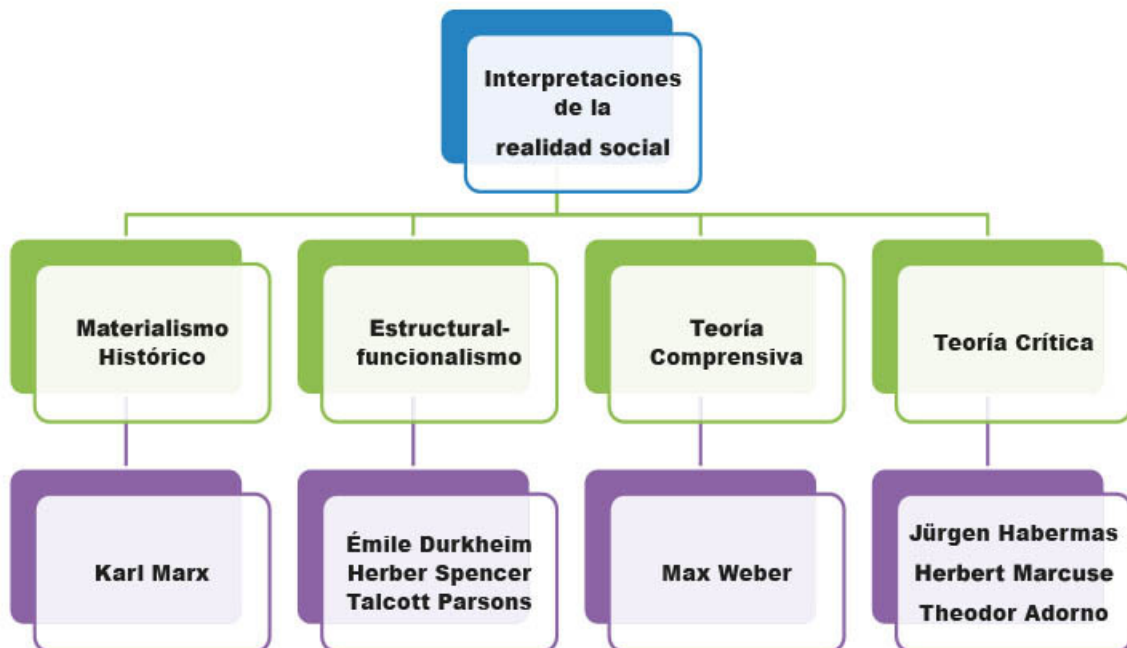 Interpretaciones
de la
realidad social
Materialismo
Histórico
Estructural-
funcionalismo
Teoría
Comprensiva
Teoría Crítica
Karl Marx
Émile Durkheim
Herber Spencer
Talcott Parsons
Max Weber
Jürgen Habermas
Herbert Marcuse
Theodor Adorno